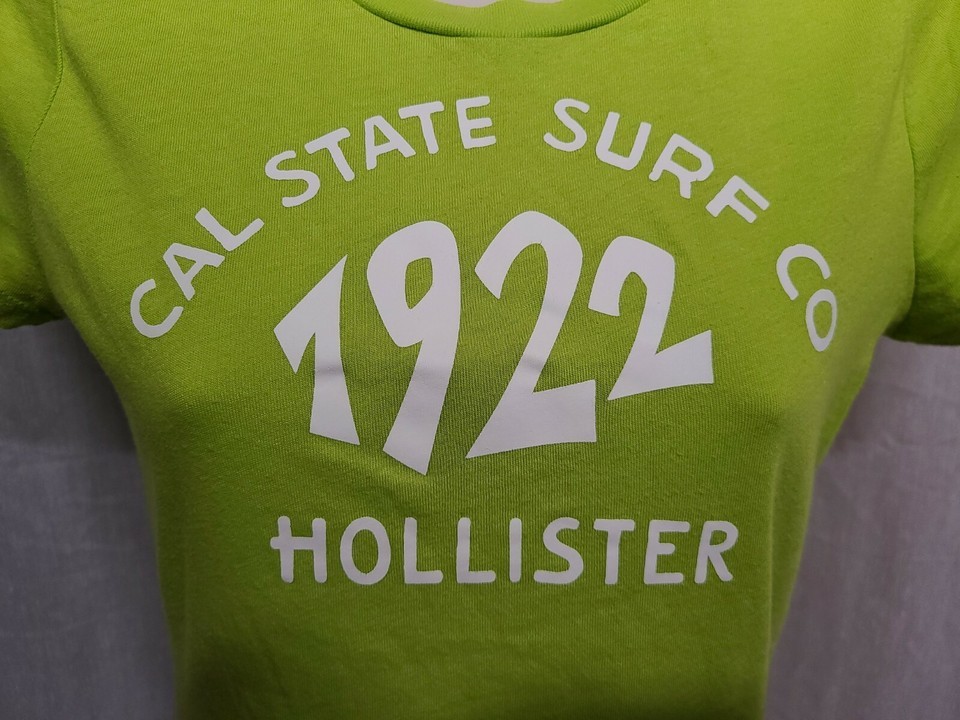 CAL STATE SURF CO
1922
HOLLISTER